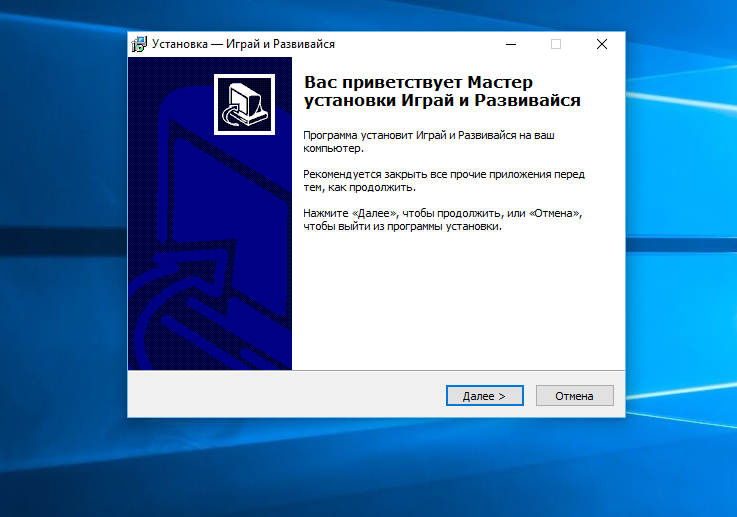 Установка — Играй и Развивайся
Вас приветствует Мастер
установки Играй и Развивайся
Программа установит Играй и Развивайся на ваш
компьютер.
Рекомендуется закрыть все прочие приложения перед
тем, как продолжить.
Нажмите «Далее», чтобы продолжить, или «Отмена»,
чтобы выйти из программы установки.
Далее >
Отмена